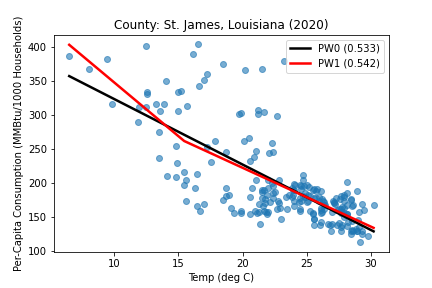 County: St. James, Louisiana (2020)
Per-Capita Consumption (MMBtu/1000 Households)
400
350
300
250
200
150
100
PW0 (0.533)
PW1 (0.542)
10 15 20 25 30
Temp (deg C)